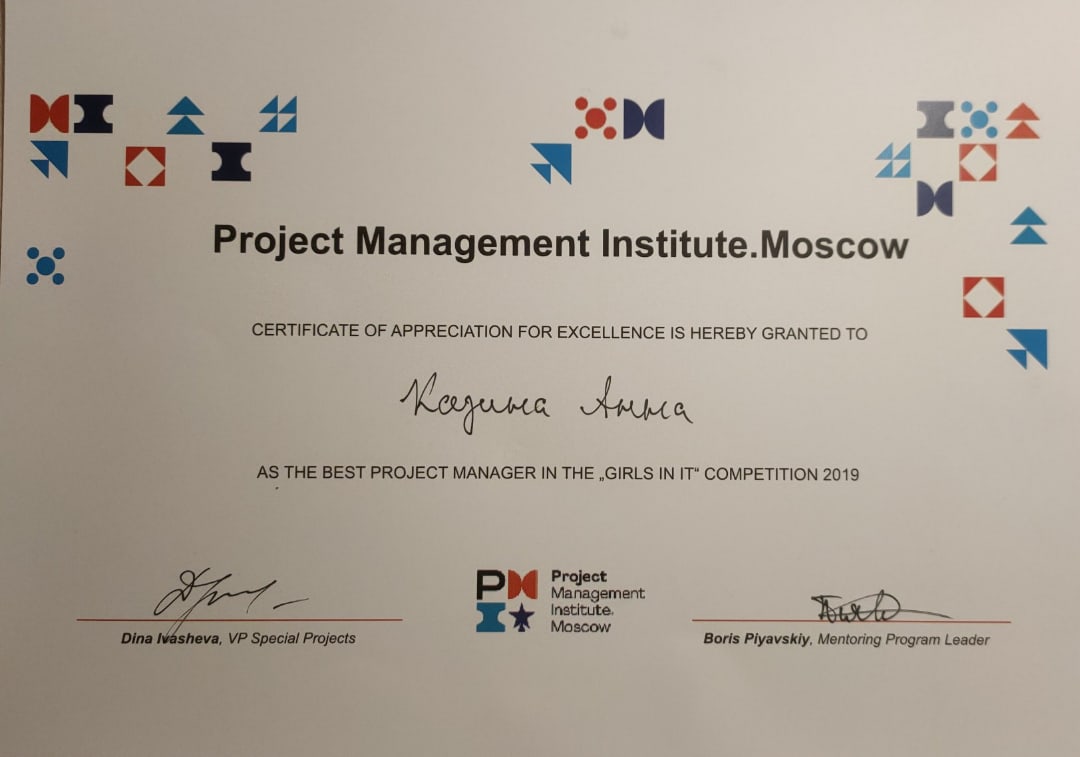 Project Management Institute.Moscow
CERTIFICATE OF APPRECIATION FOR EXCELLENCE IS HEREBY GRANTED TO
Кадина Анна
AS THE BEST PROJECT MANAGER IN THE „GIRLS IN IT“ COMPETITION 2019
PM
I
Project
Management
Institute.
Moscow
Dina Ivasheva, VP Special Projects
Boris Piyavskiy, Mentoring Program Leader